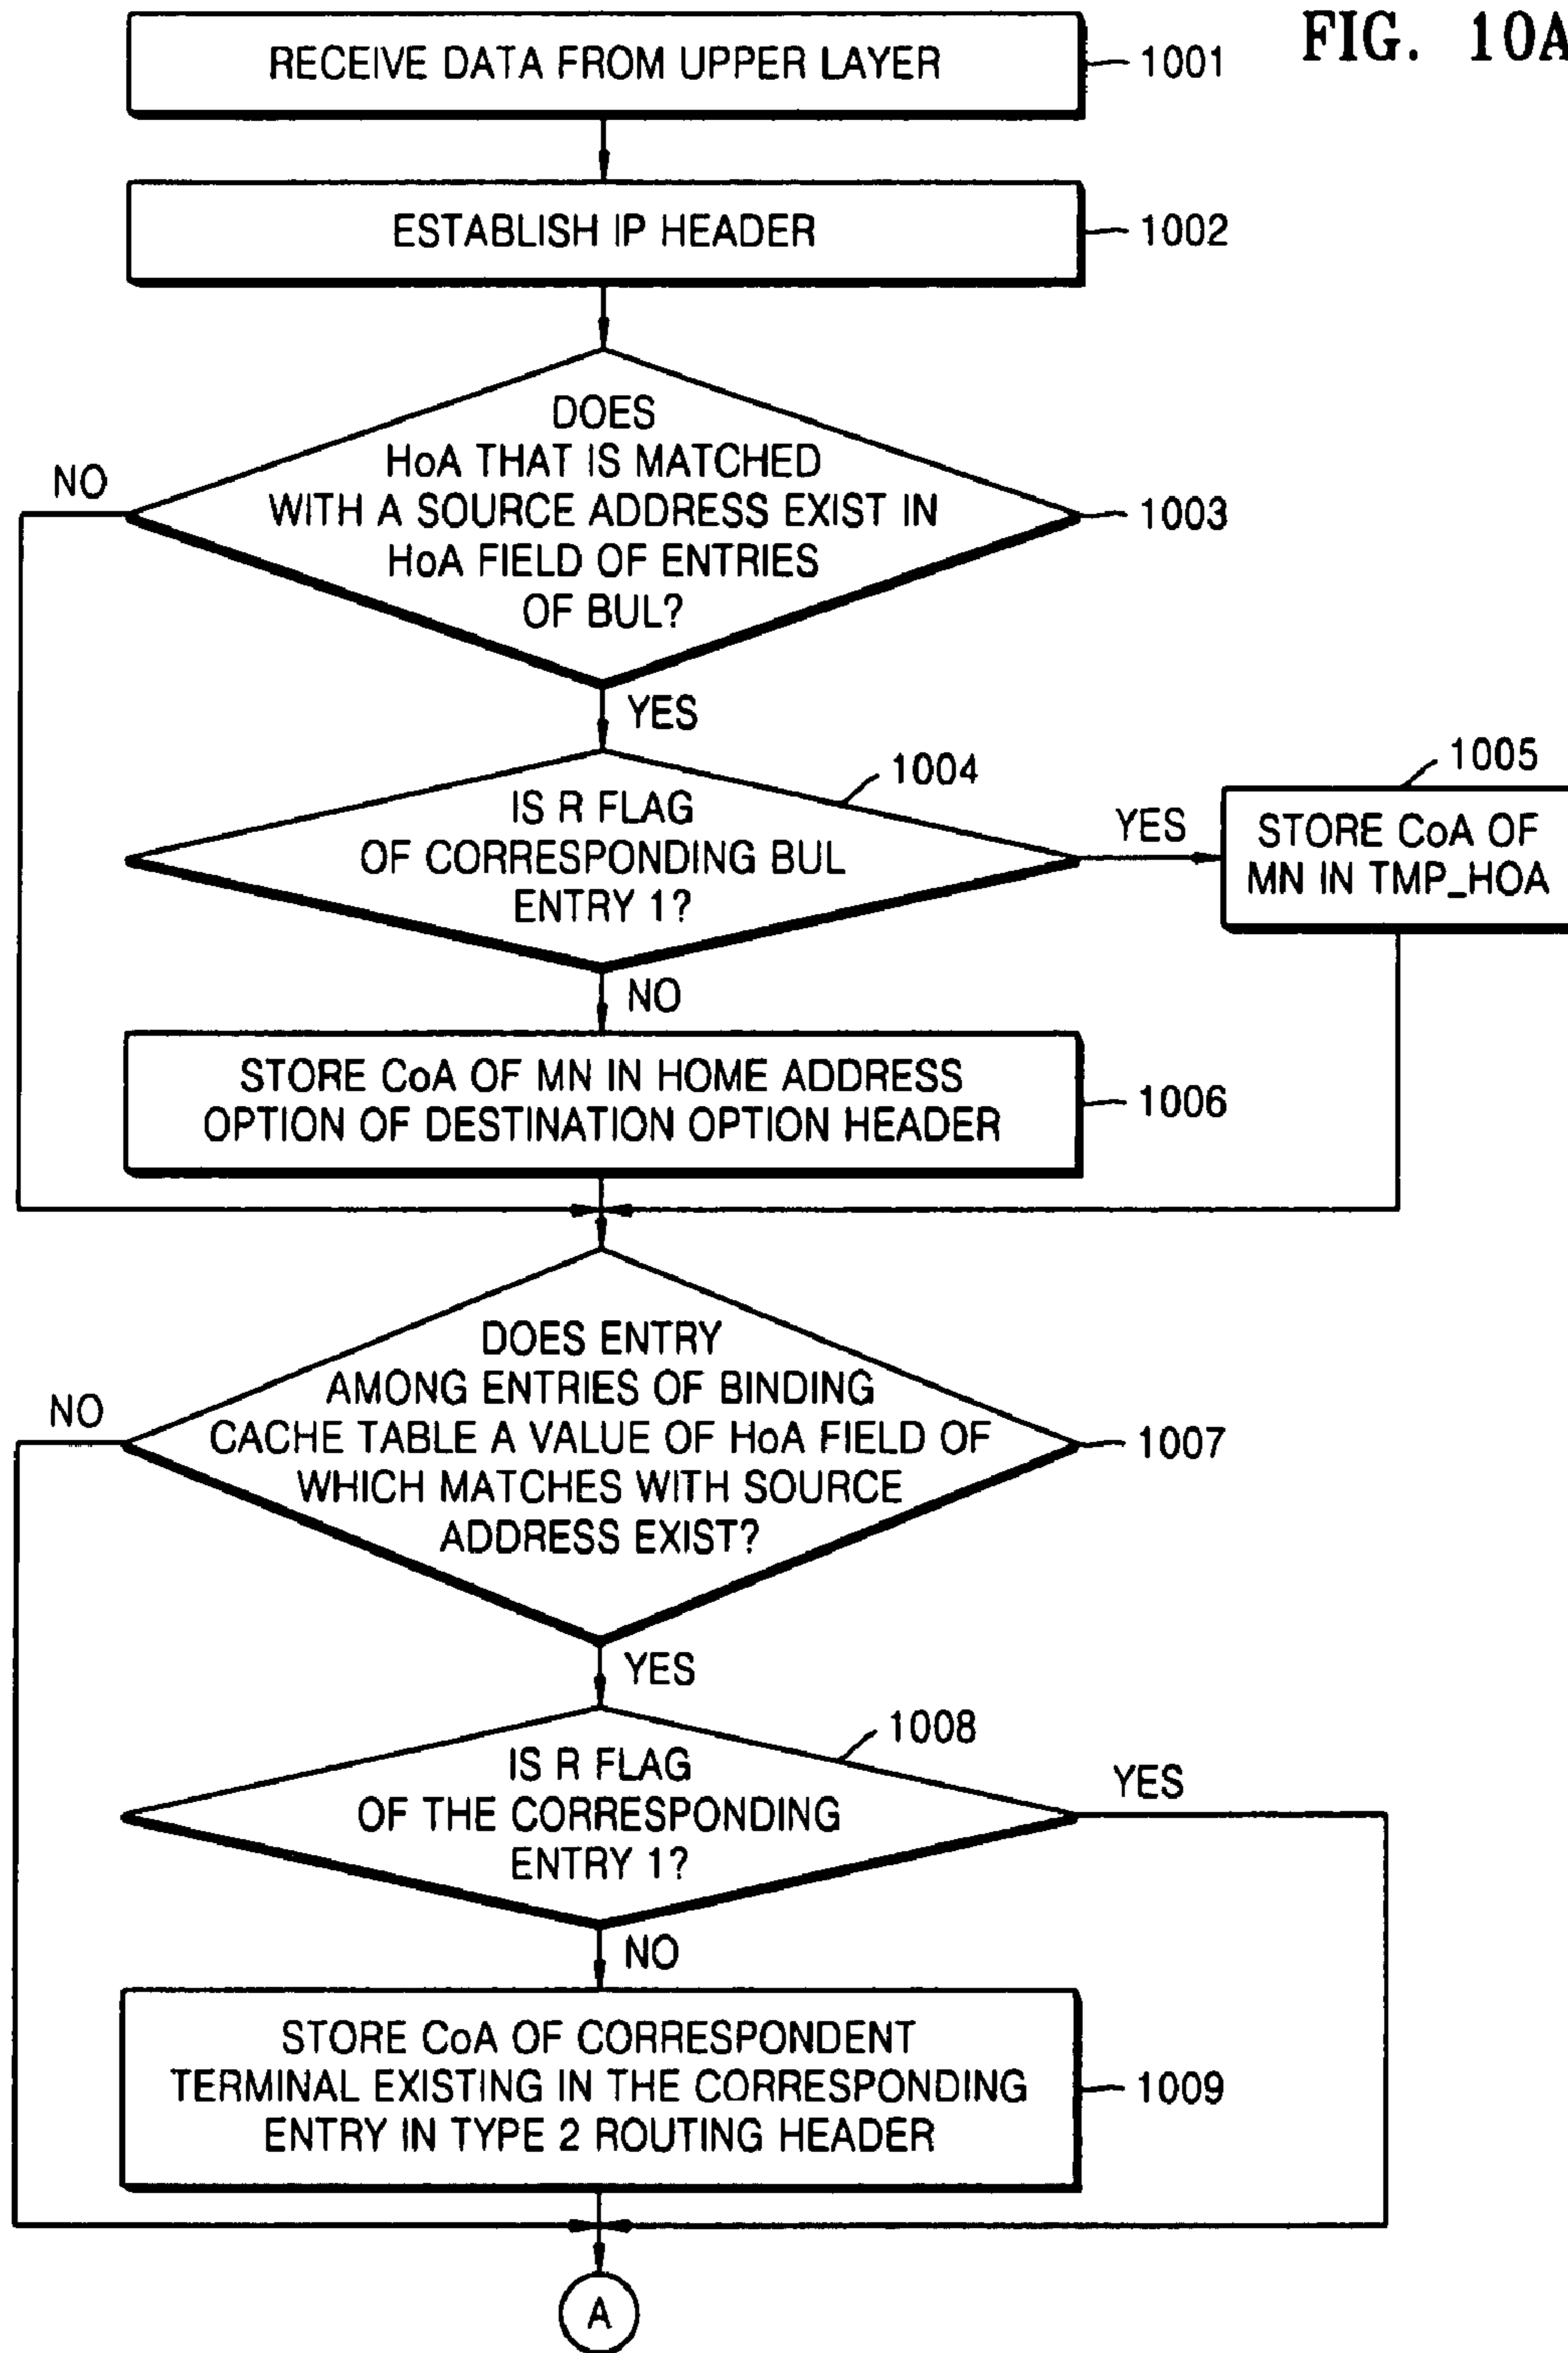 FIG. 10A
RECEIVE DATA FROM UPPER LAYER
1001
ESTABLISH IP HEADER
1002
DOES
HoA THAT IS MATCHED
WITH A SOURCE ADDRESS EXIST IN
HoA FIELD OF ENTRIES
OF BUL?
1003
NO
YES
IS R FLAG
OF CORRESPONDING BUL
ENTRY 1?
1004
YES
1005
STORE CoA OF
MN IN TMP_HOA
NO
STORE CoA OF MN IN HOME ADDRESS
OPTION OF DESTINATION OPTION HEADER
1006
DOES ENTRY
AMONG ENTRIES OF BINDING
CACHE TABLE A VALUE OF HoA FIELD OF
WHICH MATCHES WITH SOURCE
ADDRESS EXIST?
1007
NO
YES
IS R FLAG
OF THE CORRESPONDING
ENTRY 1?
1008
YES
NO
STORE CoA OF CORRESPONDENT
TERMINAL EXISTING IN THE CORRESPONDING
ENTRY IN TYPE 2 ROUTING HEADER
1009
A